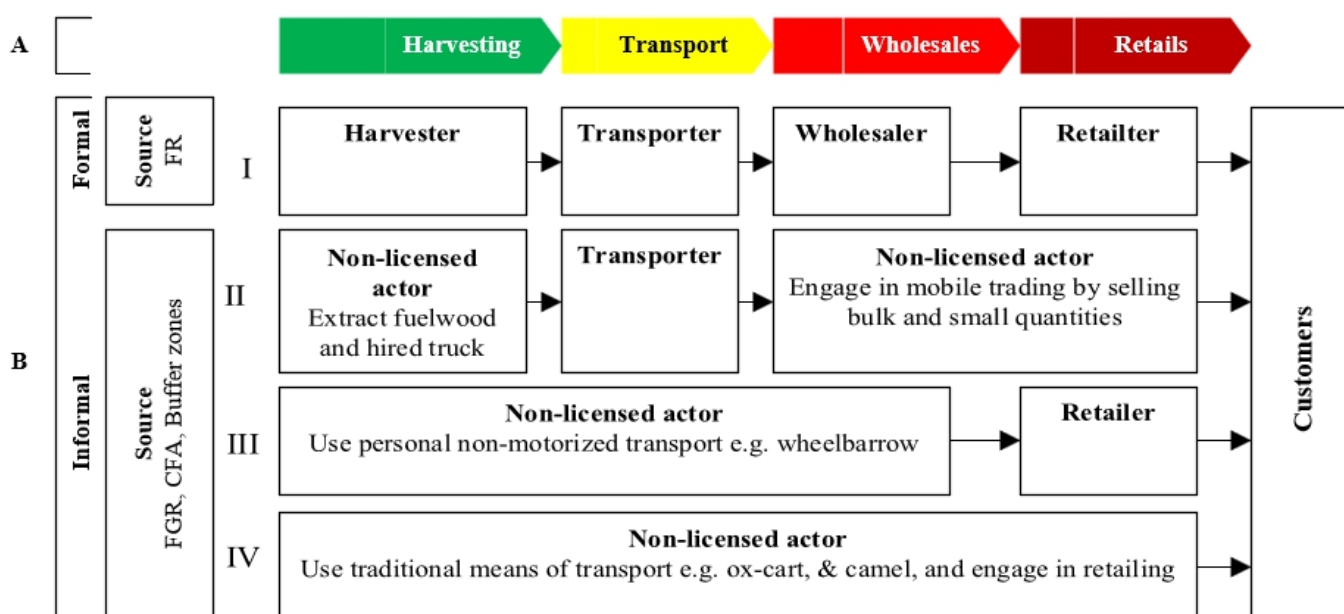 A
Harvesting
Transport
Wholesales
Retails
B
Formal
Source
FR
I
Harvester
Transporter
Wholesaler
Retailter
Customers
Informal
Source
FGR, CFA, Buffer zones
II
Non-licensed
actor
Extract fuelwood
and hired truck
Transporter
Non-licensed actor
Engage in mobile trading by selling
bulk and small quantities
III
Non-licensed actor
Use personal non-motorized transport e.g. wheelbarrow
Retailer
IV
Non-licensed actor
Use traditional means of transport e.g. ox-cart, & camel, and engage in retailing